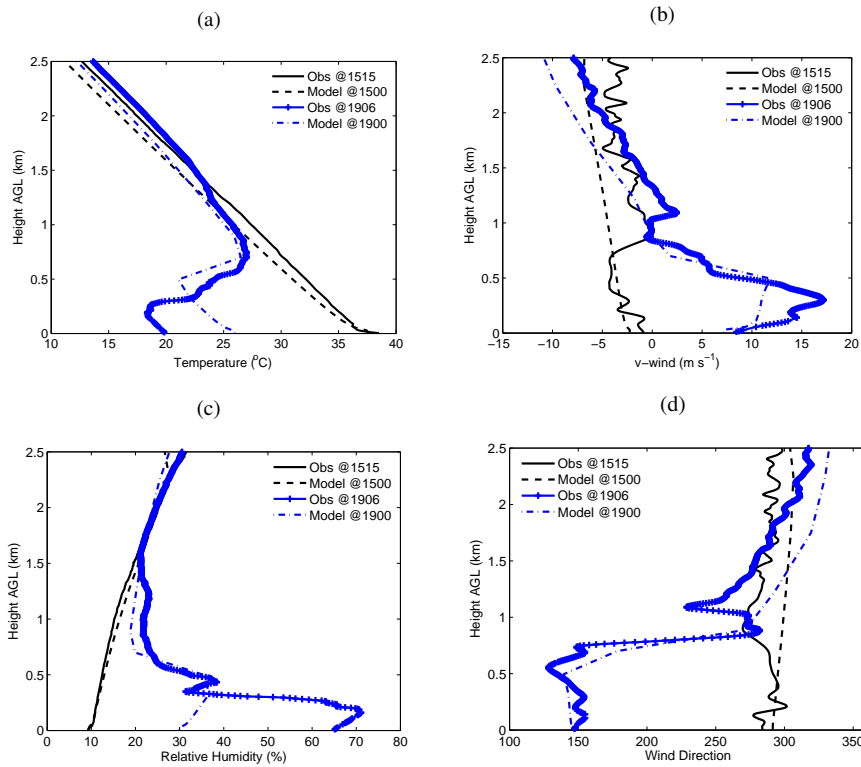 (a)
2.5
2
1.5
1
0.5
0
10
15
20
25
30
35
40
Height AGL (km)
Temperature (°C)
Obs @1515
Model @1500
Obs @1906
Model @1900
(b)
2.5
2
1.5
1
0.5
0
−15
−10
−5
0
5
10
15
20
Height AGL (km)
v−wind (m s⁻¹)
Obs @1515
Model @1500
Obs @1906
Model @1900
(c)
2.5
2
1.5
1
0.5
0
0
10
20
30
40
50
60
70
80
Height AGL (km)
Relative Humidity (%)
Obs @1515
Model @1500
Obs @1906
Model @1900
(d)
2.5
2
1.5
1
0.5
0
100
150
200
250
300
350
Height AGL (km)
Wind Direction
Obs @1515
Model @1500
Obs @1906
Model @1900